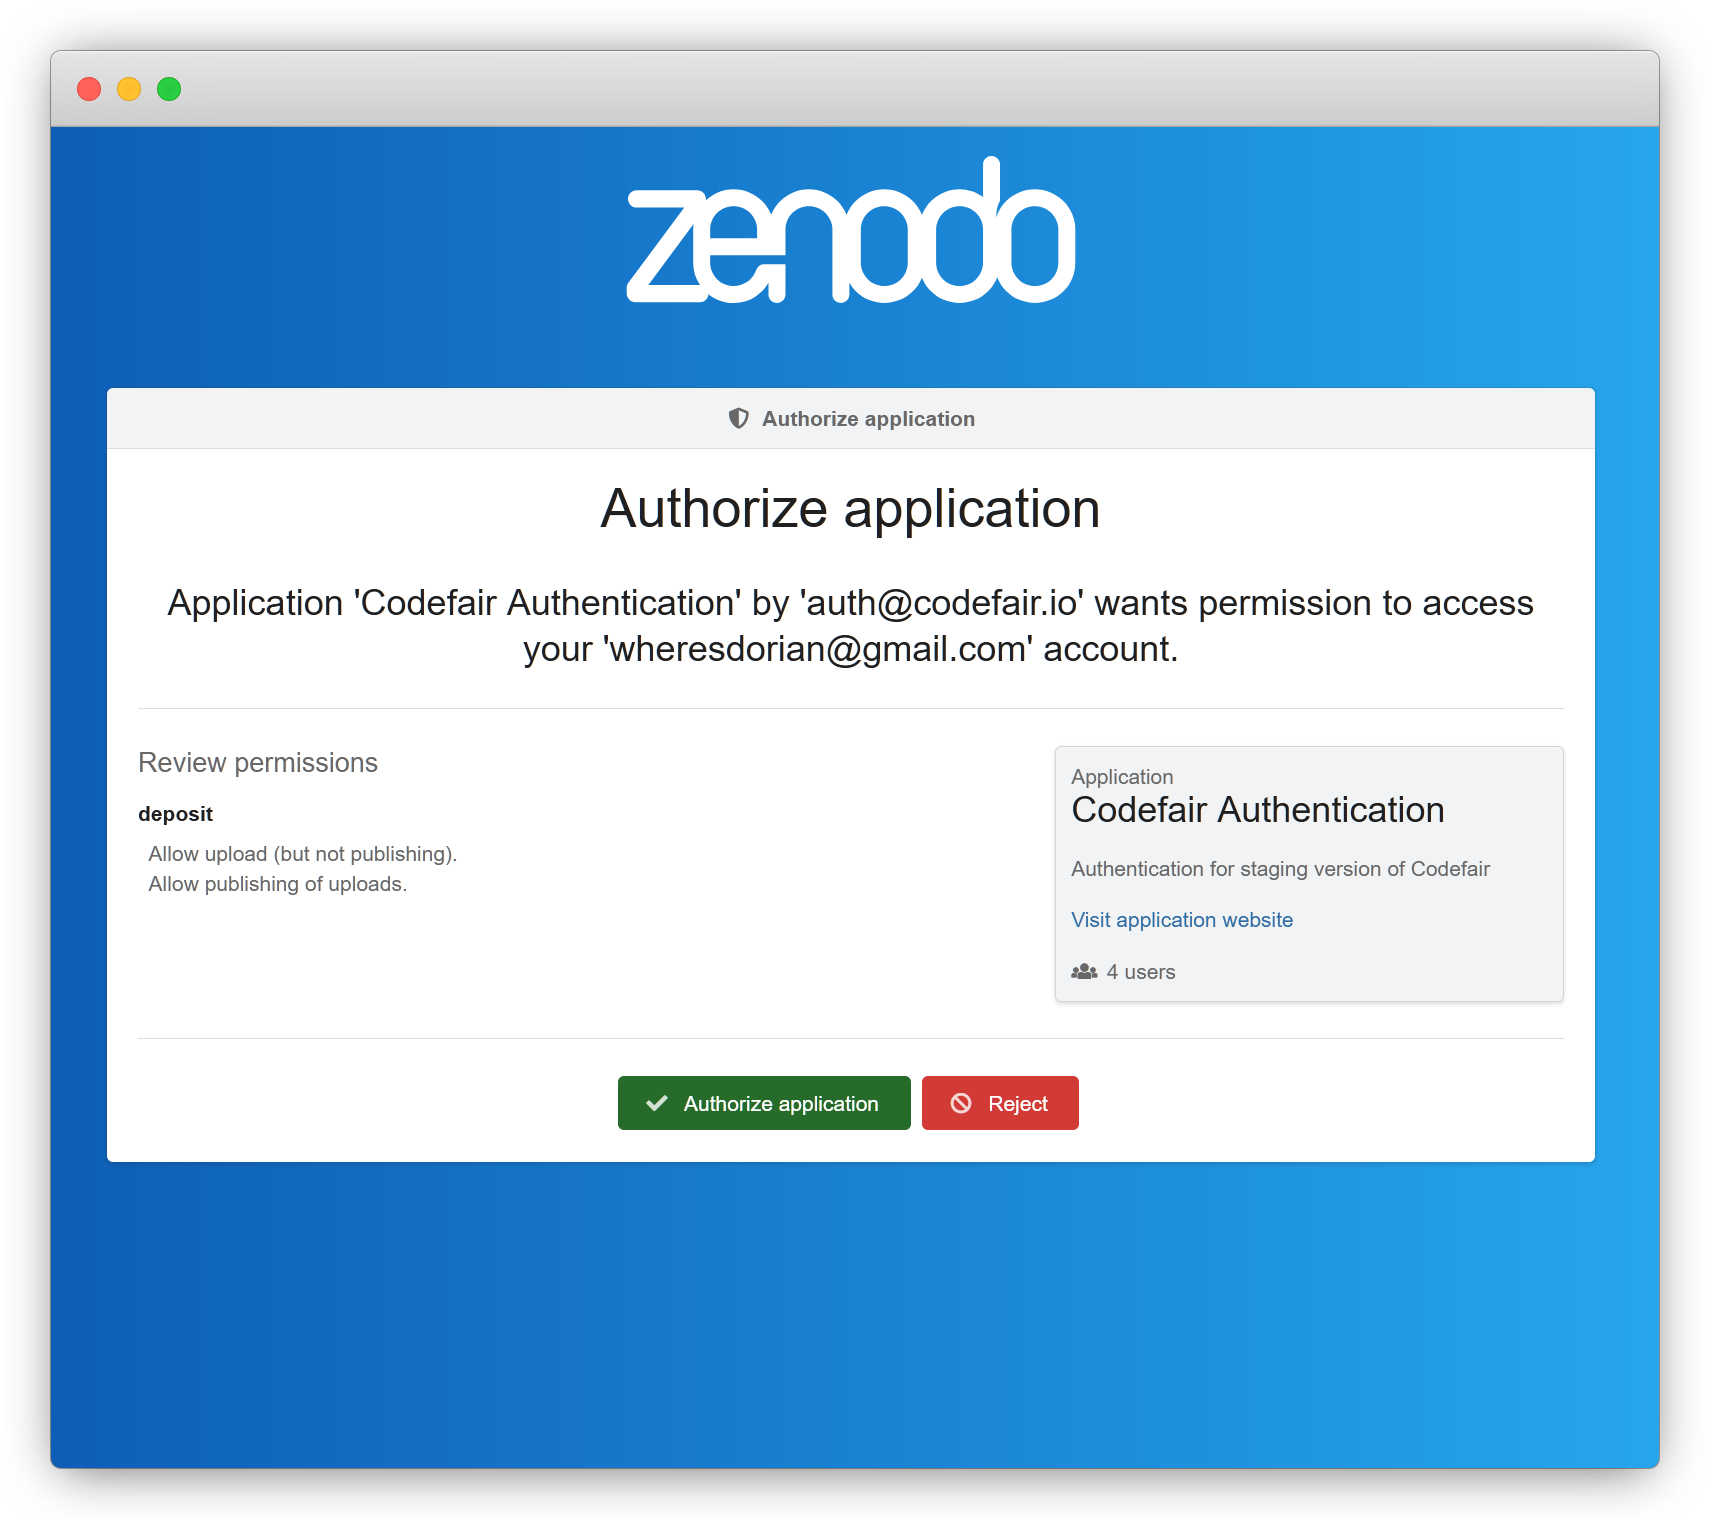 zenodo
Authorize application
Authorize application
Application 'Codefair Authentication' by 'auth@codefair.io' wants permission to access
your 'wheresdorian@gmail.com' account.
Review permissions
deposit
Allow upload (but not publishing).
Allow publishing of uploads.
Application
Codefair Authentication
Authentication for staging version of Codefair
Visit application website
4 users
Authorize application
Reject